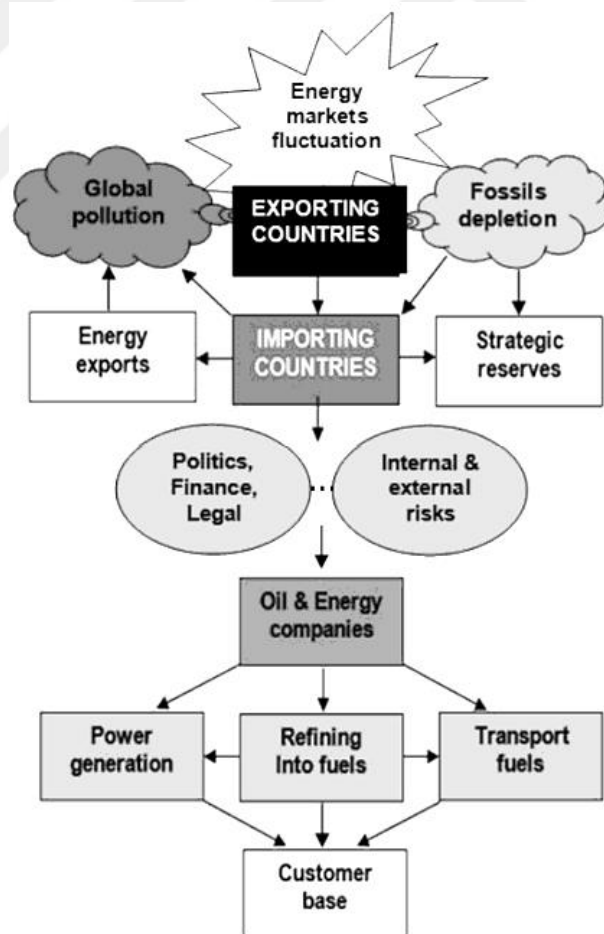 Energy
markets
fluctuation
Global
pollution
EXPORTING
COUNTRIES
Fossils
depletion
Energy
exports
IMPORTING
COUNTRIES
Strategic
reserves
Politics,
Finance,
Legal
Internal &
external
risks
Oil & Energy
companies
Power
generation
Refining
Into fuels
Transport
fuels
Customer
base